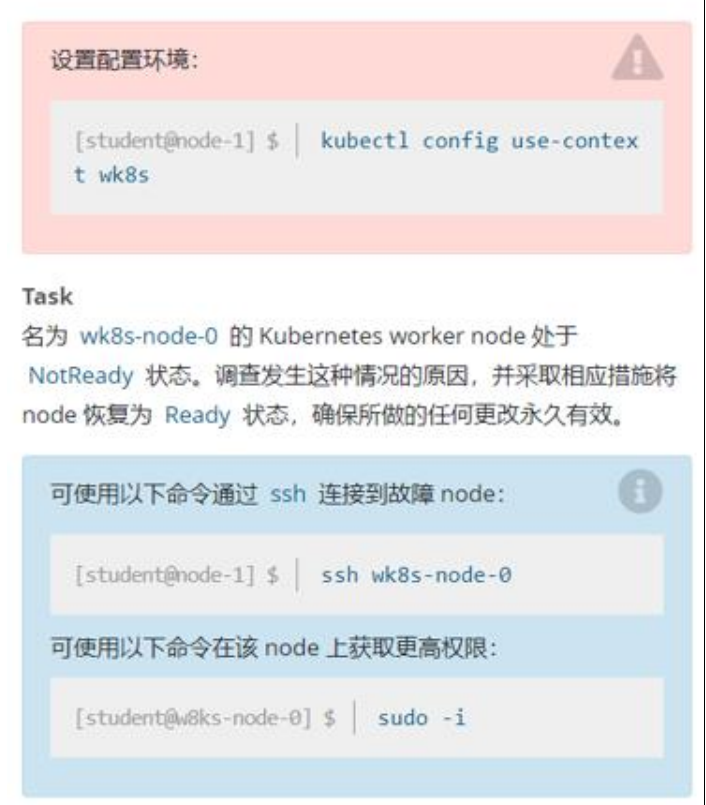 设置配置环境：
[student@node-1] $ | kubectl config use-contex
t wk8s
Task
名为 wk8s-node-0 的 Kubernetes worker node 处于
NotReady 状态。调查发生这种情况的原因，并采取相应措施将
node 恢复为 Ready 状态，确保所做的任何更改永久有效。
可使用以下命令通过 ssh 连接到故障 node：
[student@node-1] $ | ssh wk8s-node-0
可使用以下命令在该 node 上获取更高权限：
[student@w8ks-node-0] $ | sudo -i